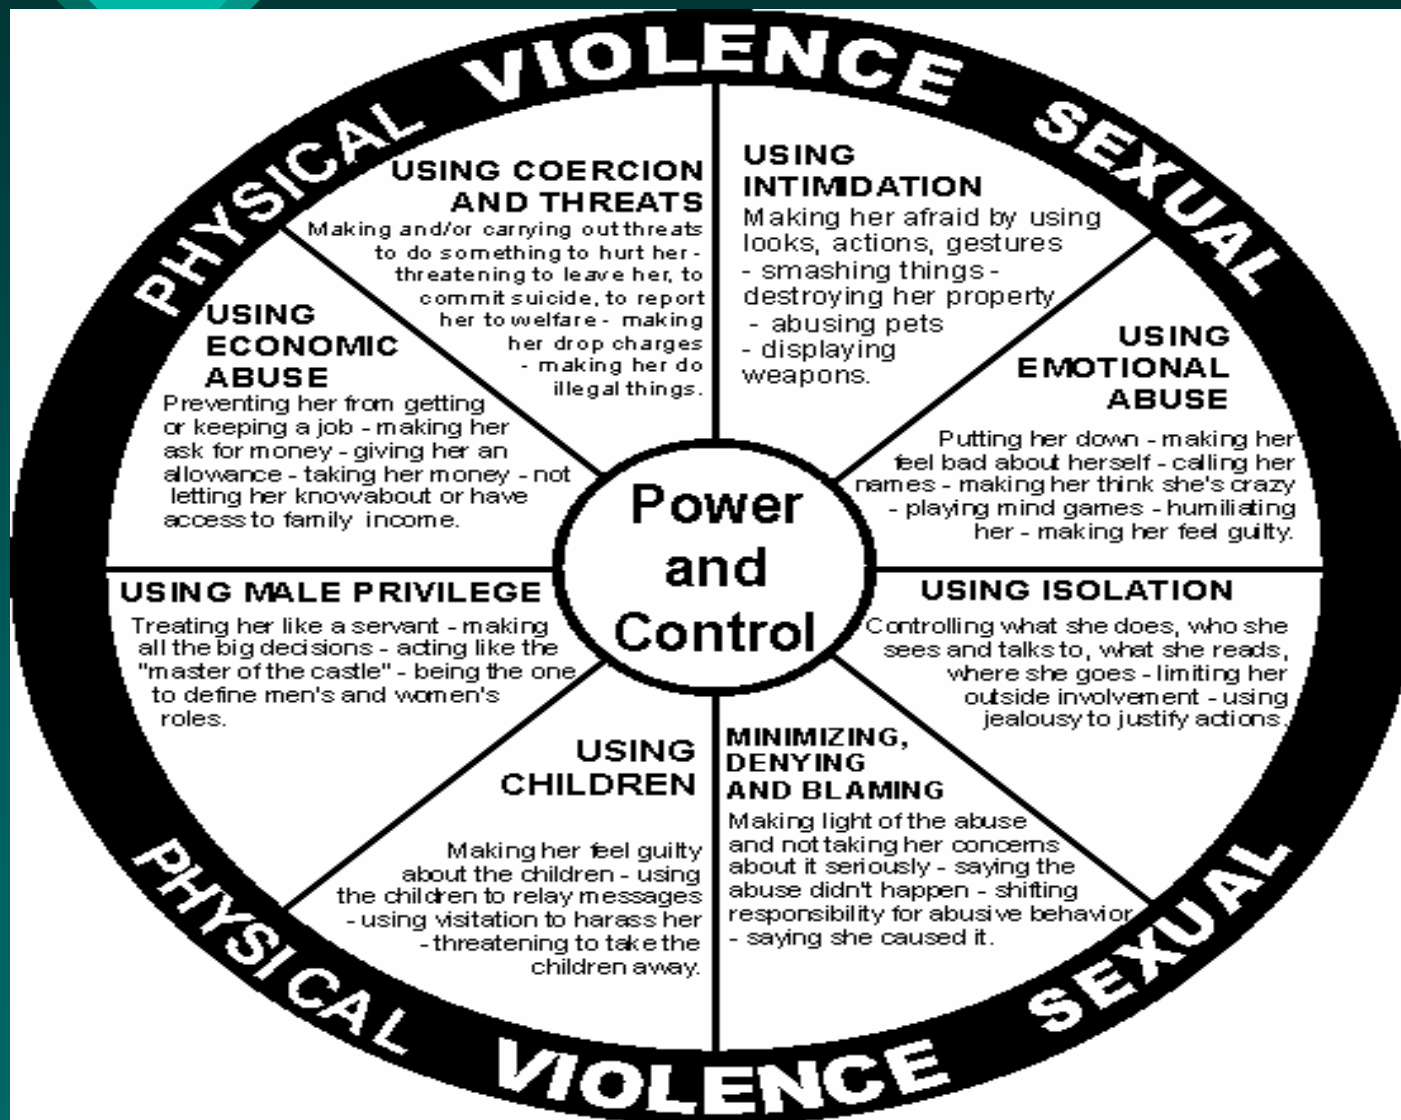 PHYSICAL VIOLENCE SEXUAL
USING COERCION
AND THREATS
Making and/or carrying out threats
to do something to hurt her -
threatening to leave her, to
commit suicide, to report
her to welfare - making
her drop charges
- making her do
illegal things.
USING
INTIMIDATION
Making her afraid by using
looks, actions, gestures
- smashing things -
destroying her property
- abusing pets
- displaying
weapons.
USING
ECONOMIC
ABUSE
Preventing her from getting
or keeping a job - making her
ask for money - giving her an
allowance - taking her money - not
letting her know about or have
access to family income.
USING
EMOTIONAL
ABUSE
Putting her down - making her
feel bad about herself - calling her
names - making her think she's crazy
- playing mind games - humiliating
her - making her feel guilty.
Power
and
Control
USING MALE PRIVILEGE
Treating her like a servant - making
all the big decisions - acting like the
"master of the castle" - being the one
to define men's and women's
roles.
USING ISOLATION
Controlling what she does, who she
sees and talks to, what she reads,
where she goes - limiting her
outside involvement - using
jealousy to justify actions.
USING
CHILDREN
Making her feel guilty
about the children - using
the children to relay messages
- using visitation to harass her
- threatening to take the
children away.
MINIMIZING,
DENYING
AND BLAMING
Making light of the abuse
and not taking her concerns
about it seriously - saying the
abuse didn't happen - shifting
responsibility for abusive behavior
- saying she caused it.
PHYSICAL VIOLENCE SEXUAL